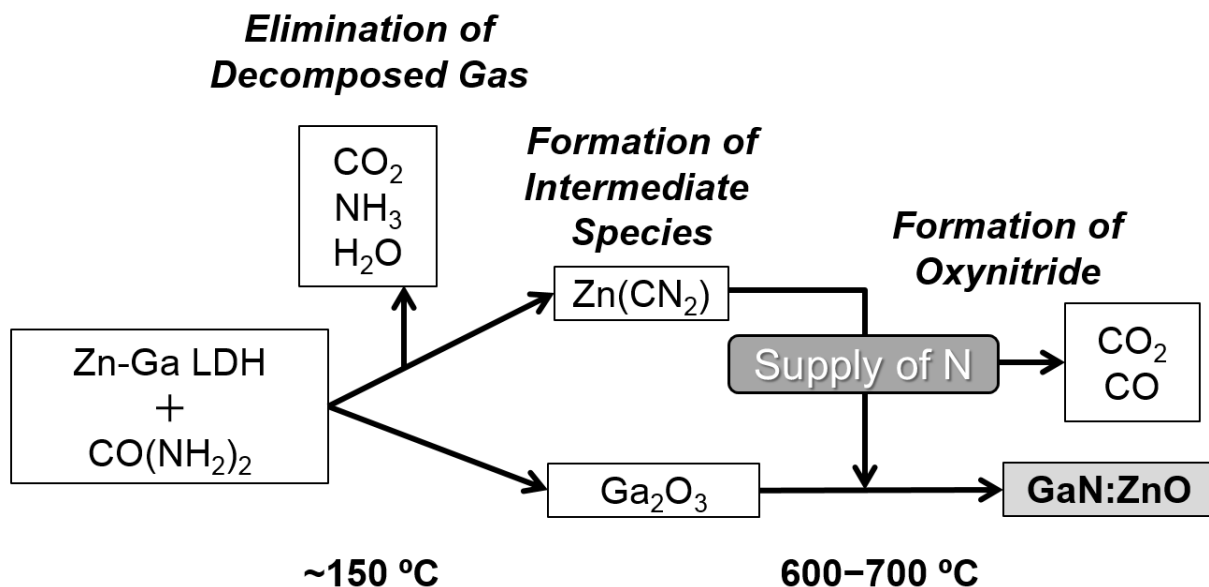 Elimination of
Decomposed Gas
CO₂
NH₃
H₂O
Formation of
Intermediate
Species
Formation of
Oxynitride
Zn-Ga LDH
+
CO(NH₂)₂
Zn(CN₂)
Supply of N
CO₂
CO
Ga₂O₃
GaN:ZnO
~150 ºC
600−700 ºC